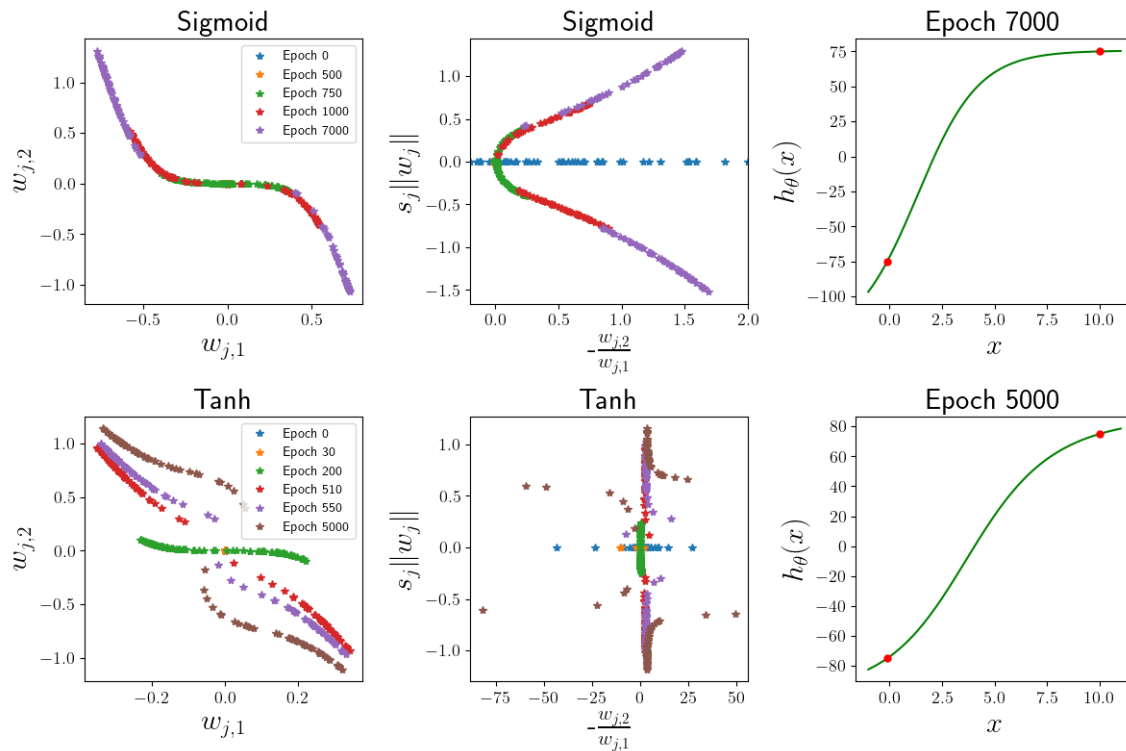 Sigmoid
w_{j,2}
1.0
0.5
0.0
−0.5
−1.0
−0.5
0.0
0.5
w_{j,1}
Epoch 0
Epoch 500
Epoch 750
Epoch 1000
Epoch 7000
Sigmoid
s_j||w_j||
1.0
0.5
0.0
−0.5
−1.0
−1.5
0.0
0.5
1.0
1.5
2.0
-\frac{w_{j,2}}{w_{j,1}}
Epoch 7000
h_θ(x)
75
50
25
0
−25
−50
−75
−100
0.0
2.5
5.0
7.5
10.0
x
Tanh
w_{j,2}
1.0
0.5
0.0
−0.5
−1.0
−0.2
0.0
0.2
w_{j,1}
Epoch 0
Epoch 30
Epoch 200
Epoch 510
Epoch 550
Epoch 5000
Tanh
s_j||w_j||
1.0
0.5
0.0
−0.5
−1.0
−75
−50
−25
0
25
50
-\frac{w_{j,2}}{w_{j,1}}
Epoch 5000
h_θ(x)
80
60
40
20
0
−20
−40
−60
−80
0.0
2.5
5.0
7.5
10.0
x